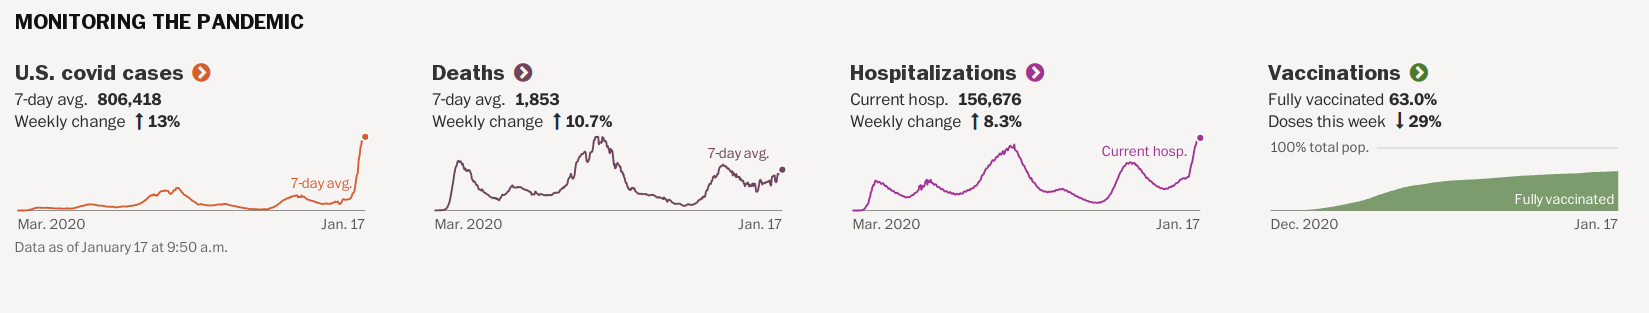 MONITORING THE PANDEMIC
U.S. covid cases
7-day avg. 806,418
Weekly change ↑ 13%
7-day avg.
Mar. 2020 Jan. 17
Data as of January 17 at 9:50 a.m.
Deaths
7-day avg. 1,853
Weekly change ↑ 10.7%
7-day avg.
Mar. 2020 Jan. 17
Hospitalizations
Current hosp. 156,676
Weekly change ↑ 8.3%
Current hosp.
Mar. 2020 Jan. 17
Vaccinations
Fully vaccinated 63.0%
Doses this week ↓ 29%
100% total pop.
Fully vaccinated
Dec. 2020 Jan. 17